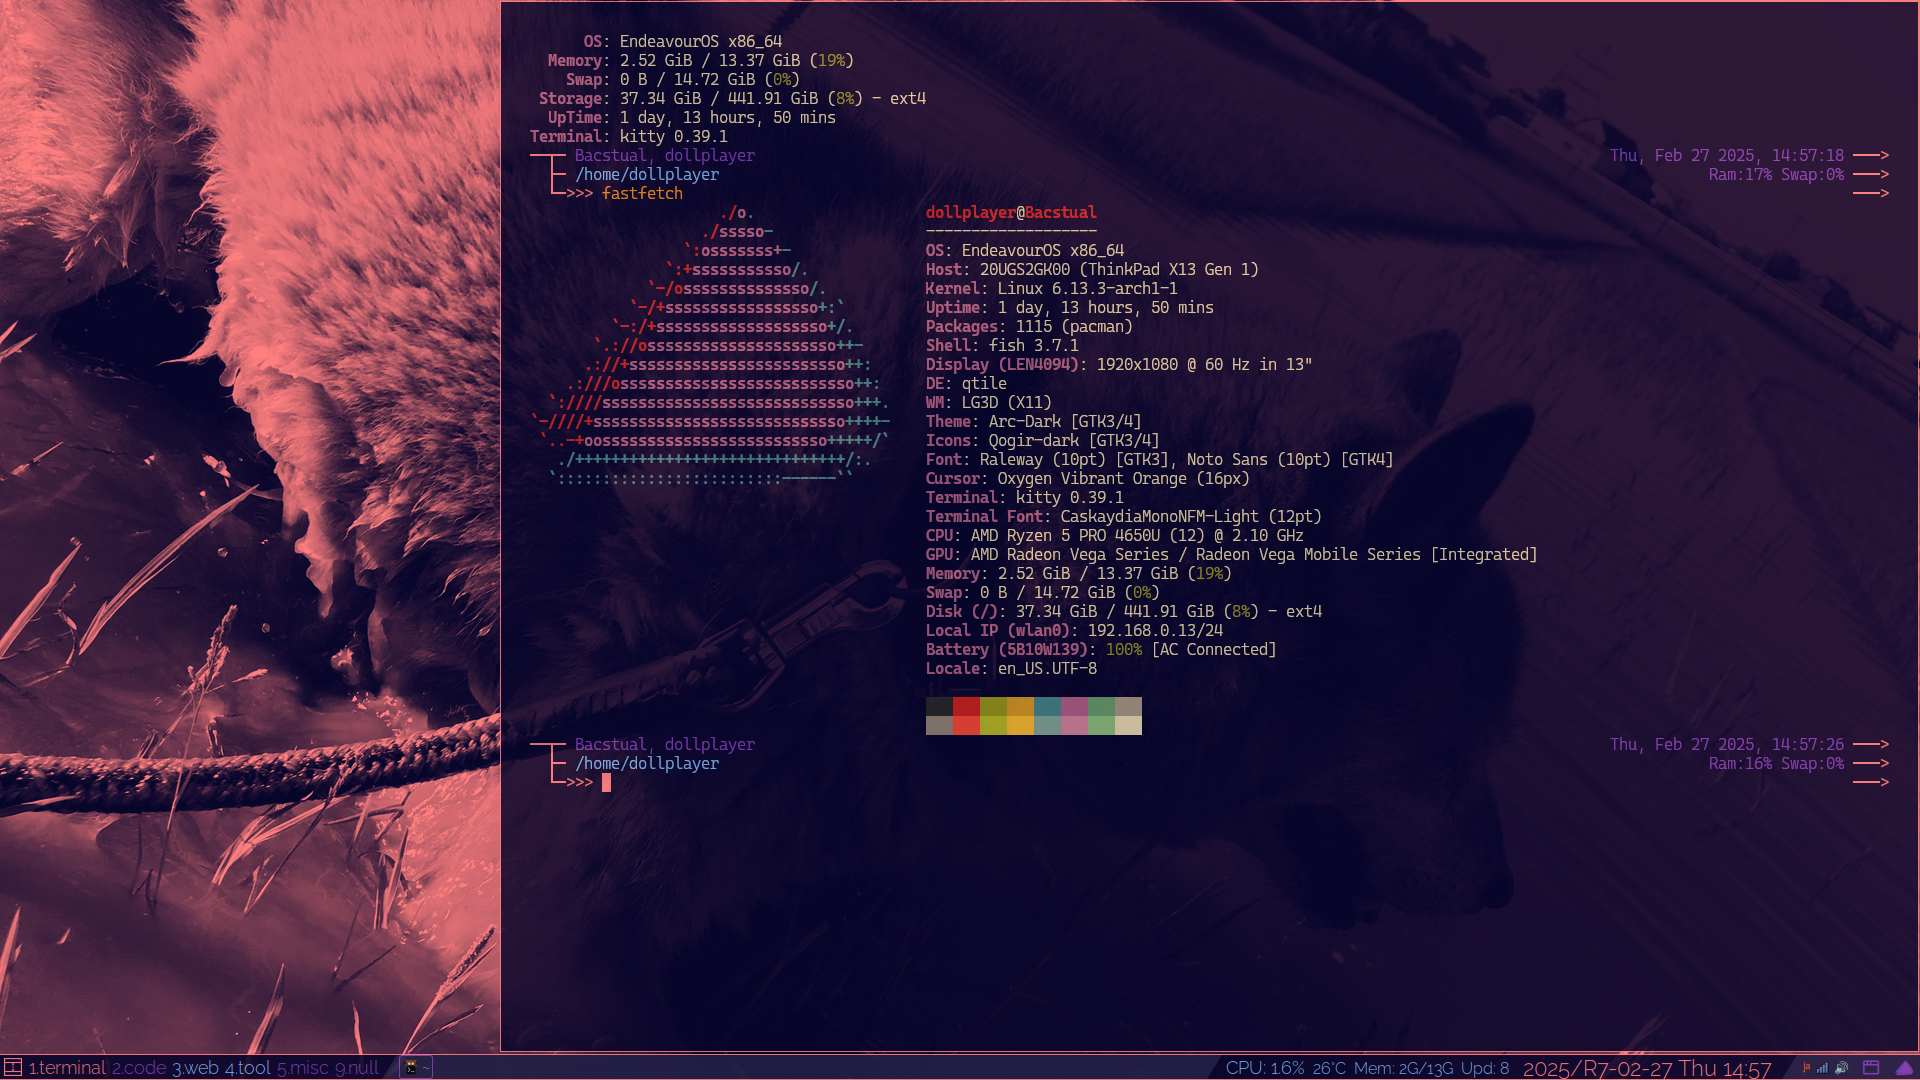 OS: EndeavourOS x86_64
Memory: 2.52 GiB / 13.37 GiB (19%)
Swap: 0 B / 14.72 GiB (0%)
Storage: 37.34 GiB / 441.91 GiB (8%) - ext4
UpTime: 1 day, 13 hours, 50 mins
Terminal: kitty 0.39.1
Bacstual, dollplayer Thu, Feb 27 2025, 14:57:18 ──>
/home/dollplayer Ram:17% Swap:0% ──>
>>> fastfetch ──>
./o.
./sssso-
`:osssssss+-
`:+sssssssssso/.
`-/ossssssssssssso/.
`-/+sssssssssssssssso+:`
`-:/+sssssssssssssssssso+/.
`.://osssssssssssssssssssso++-
.://+ssssssssssssssssssssssso++:
.:///ossssssssssssssssssssssssso++:
`:////ssssssssssssssssssssssssssso+++.
`-////+ssssssssssssssssssssssssssso++++-
`..-+oosssssssssssssssssssssssso+++++/`
./++++++++++++++++++++++++++++++/:.
`:::::::::::::::::::::::::------``
dollplayer@Bacstual
-------------------
OS: EndeavourOS x86_64
Host: 20UGS2GK00 (ThinkPad X13 Gen 1)
Kernel: Linux 6.13.3-arch1-1
Uptime: 1 day, 13 hours, 50 mins
Packages: 1115 (pacman)
Shell: fish 3.7.1
Display (LEN4094): 1920x1080 @ 60 Hz in 13"
DE: qtile
WM: LG3D (X11)
Theme: Arc-Dark [GTK3/4]
Icons: Qogir-dark [GTK3/4]
Font: Raleway (10pt) [GTK3], Noto Sans (10pt) [GTK4]
Cursor: Oxygen Vibrant Orange (16px)
Terminal: kitty 0.39.1
Terminal Font: CaskaydiaMonoNFM-Light (12pt)
CPU: AMD Ryzen 5 PRO 4650U (12) @ 2.10 GHz
GPU: AMD Radeon Vega Series / Radeon Vega Mobile Series [Integrated]
Memory: 2.52 GiB / 13.37 GiB (19%)
Swap: 0 B / 14.72 GiB (0%)
Disk (/): 37.34 GiB / 441.91 GiB (8%) - ext4
Local IP (wlan0): 192.168.0.13/24
Battery (5B10W139): 100% [AC Connected]
Locale: en_US.UTF-8
Bacstual, dollplayer Thu, Feb 27 2025, 14:57:26 ──>
/home/dollplayer Ram:16% Swap:0% ──>
>>> ──>
1.terminal 2.code 3.web 4.tool 5.misc 9.null ~ CPU: 1.6% 26°C Mem: 2G/13G Upd: 8 2025/R7-02-27 Thu 14:57 ja